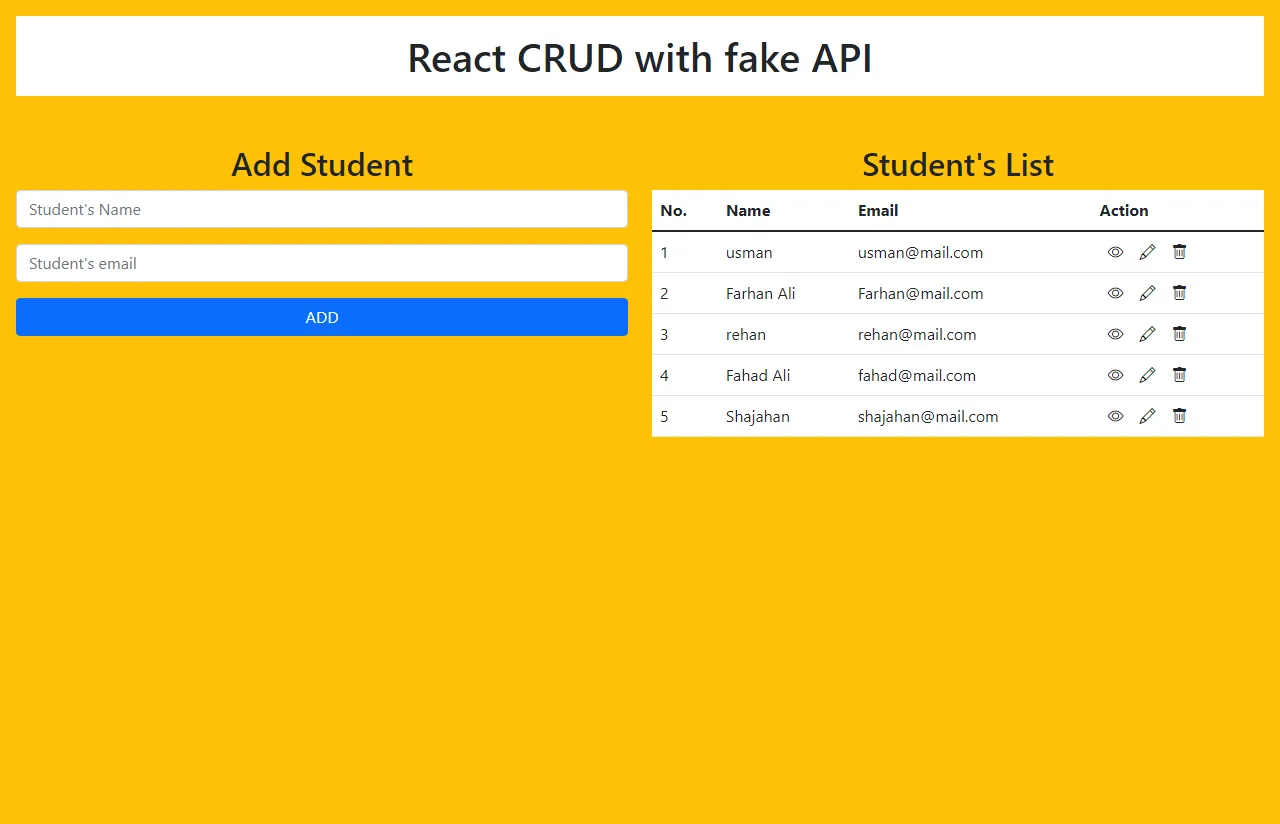 React CRUD with fake API
Add Student
Student's Name
Student's email
ADD
Student's List
No. Name Email Action
1 usman usman@mail.com
2 Farhan Ali Farhan@mail.com
3 rehan rehan@mail.com
4 Fahad Ali fahad@mail.com
5 Shajahan shajahan@mail.com